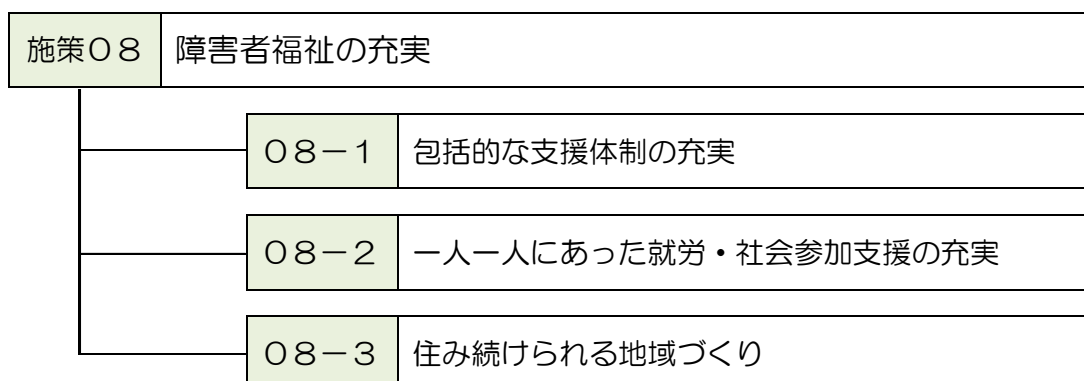 施策０８ 障害者福祉の充実
０８－１ 包括的な支援体制の充実
０８－２ 一人一人にあった就労・社会参加支援の充実
０８－３ 住み続けられる地域づくり